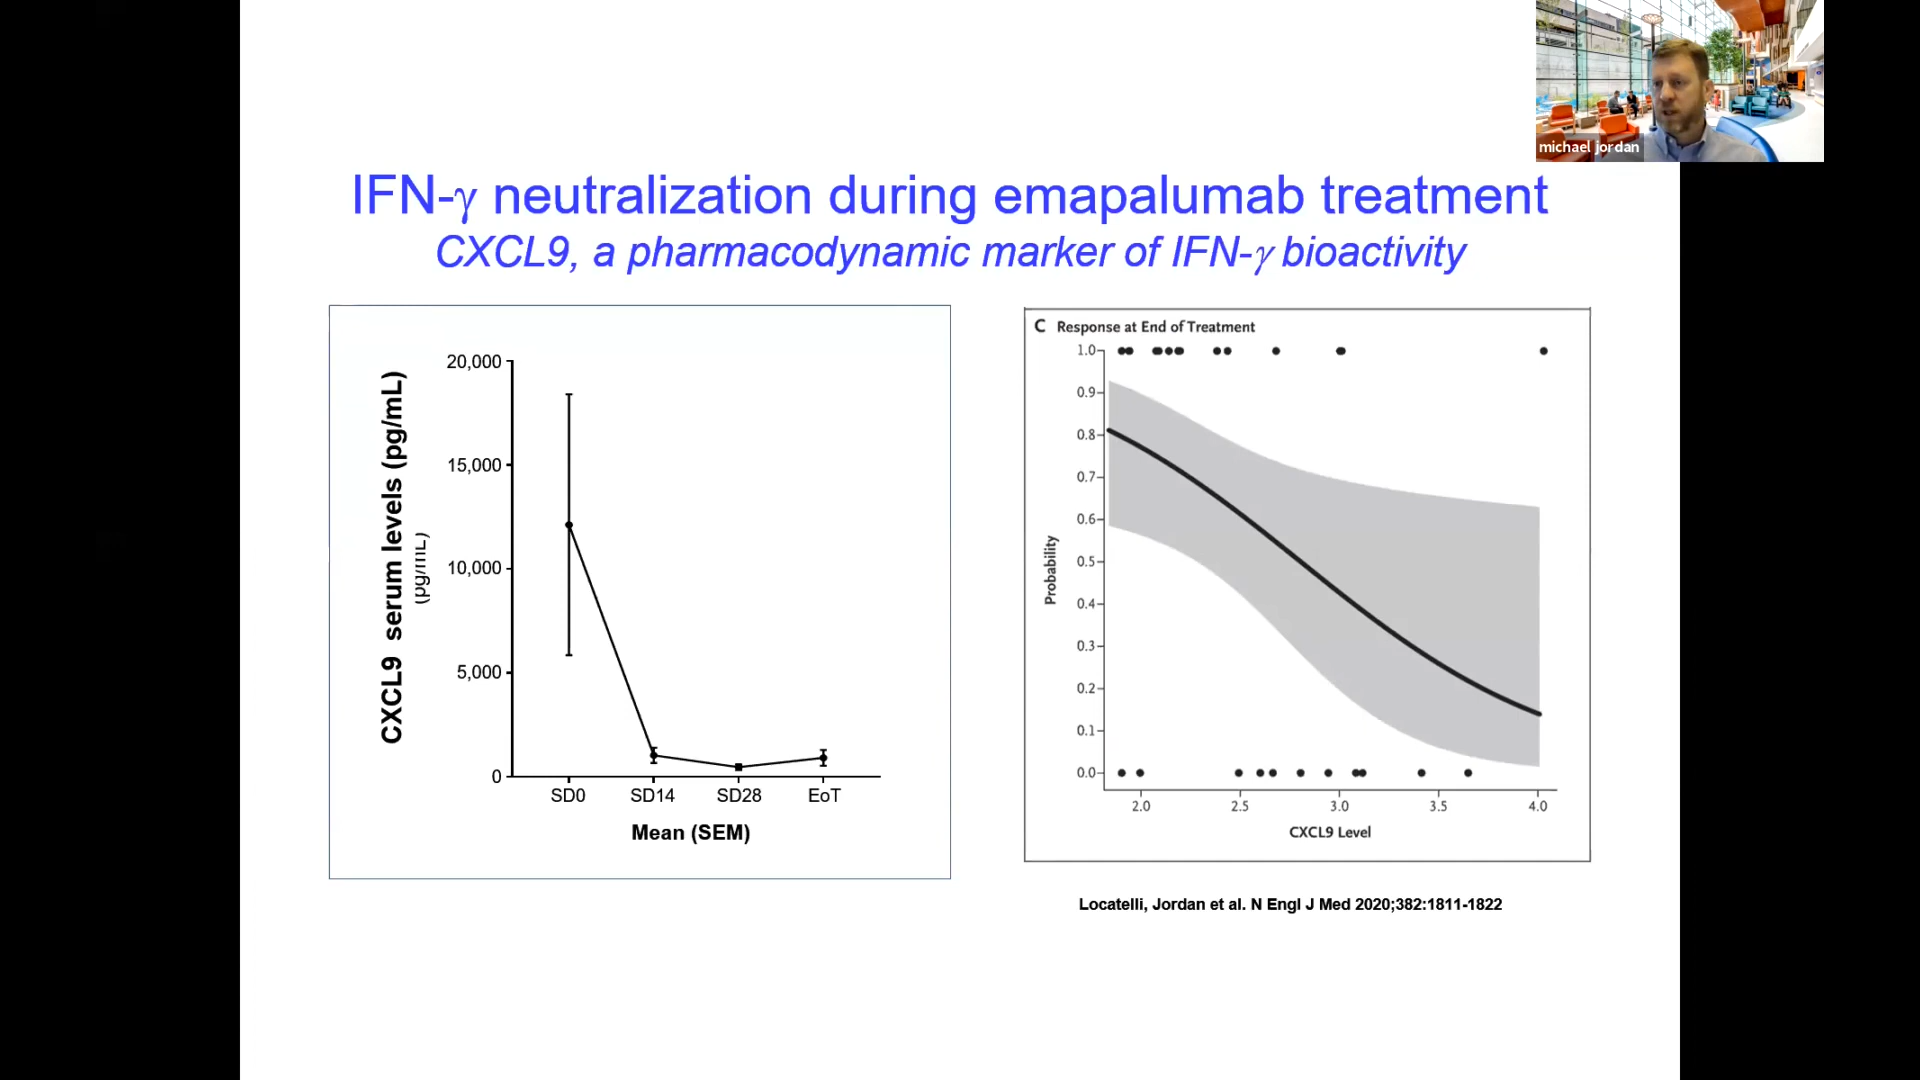 michael jordan
IFN-γ neutralization during emapalumab treatment
CXCL9, a pharmacodynamic marker of IFN-γ bioactivity
CXCL9 serum levels (pg/mL)
(pg/mL)
20,000
15,000
10,000
5,000
0
SD0 SD14 SD28 EoT
Mean (SEM)
C Response at End of Treatment
Probability
1.0
0.9
0.8
0.7
0.6
0.5
0.4
0.3
0.2
0.1
0.0
2.0 2.5 3.0 3.5 4.0
CXCL9 Level
Locatelli, Jordan et al. N Engl J Med 2020;382:1811-1822